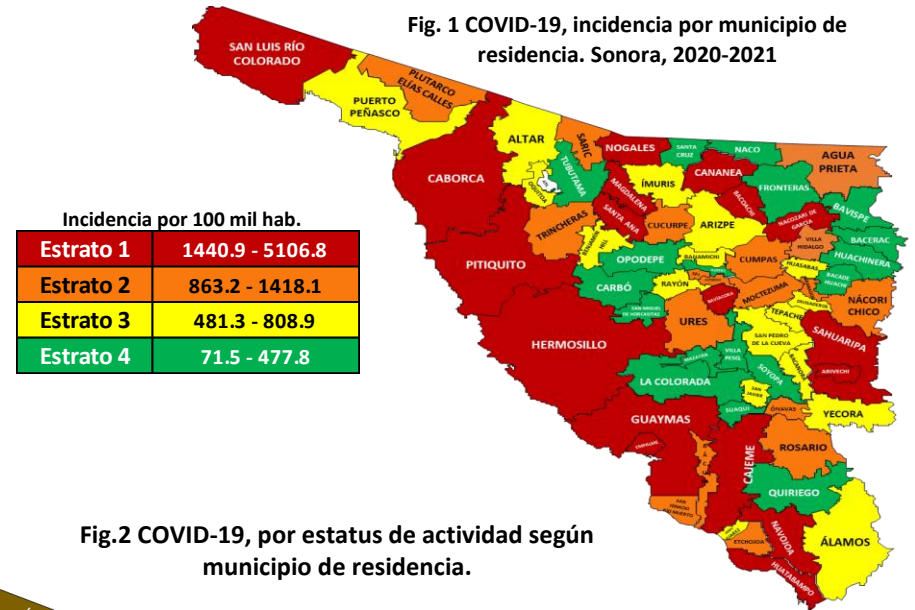 Fig. 1 COVID-19, incidencia por municipio de
residencia. Sonora, 2020-2021
SAN LUIS RÍO
COLORADO
PLUTARCO
ELÍAS CALLES
PUERTO
PEÑASCO
ALTAR
SARIC
NOGALES
SANTA
CRUZ
NACO
AGUA
PRIETA
CABORCA
OQUITOA
TUBUTAMA
MAGDALENA
ÍMURIS
CANANEA
BACOACHI
FRONTERAS
BAVISPE
SANTA ANA
NACOZARI DE
GARCÍA
TRINCHERAS
CUCURPE
ARIZPE
VILLA
HIDALGO
BACERAC
HUACHINERA
Incidencia por 100 mil hab.
Estrato 1 1440.9 - 5106.8
Estrato 2 863.2 - 1418.1
Estrato 3 481.3 - 808.9
Estrato 4 71.5 - 477.8
PITIQUITO
OPODEPE
BANAMICHI
CUMPAS
HUASABAS
BACADE
HUACHI
CARBÓ
RAYÓN
MOCTEZUMA
NÁCORI
CHICO
SAN MIGUEL
DE HORCASITAS
URES
TEPACHE
HERMOSILLO
SAN PEDRO
DE LA CUEVA
SAHUARIPA
MAZATÁN
VILLA
PESQ.
SOYOPA
ARIVECHI
LA COLORADA
SAN
JAVIER
SUAQUI
ÓNAVAS
YECORA
GUAYMAS
EMPALME
CAJEME
ROSARIO
QUIRIEGO
SAN
IGNACIO
RÍO MUERTO
ETCHOJOA
NAVOJOA
ÁLAMOS
HUATABAMPO
Fig.2 COVID-19, por estatus de actividad según
municipio de residencia.